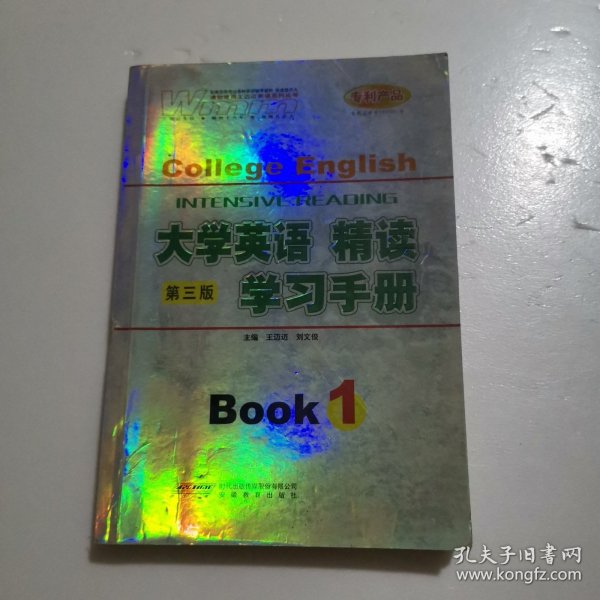 专利产品
College English
INTENSIVE READING
大学英语 精读
第三版 学习手册
主编 王迈迈 刘文俊
Book 1
时代出版传媒股份有限公司
安徽教育出版社
孔夫子旧书网
www.kongfz.com